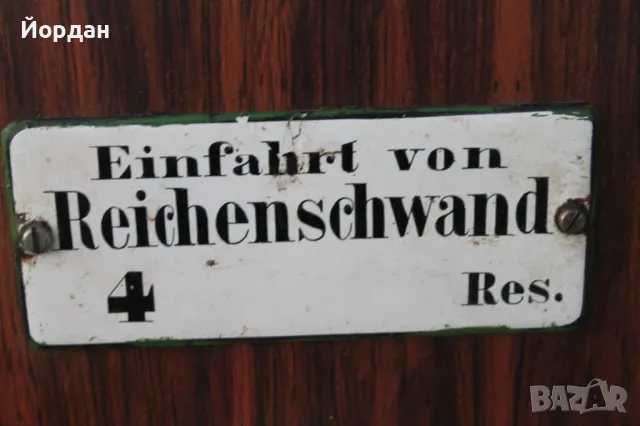 Йордан
Einfahrt von
Reichenschwand
4 Res.
BAZAR